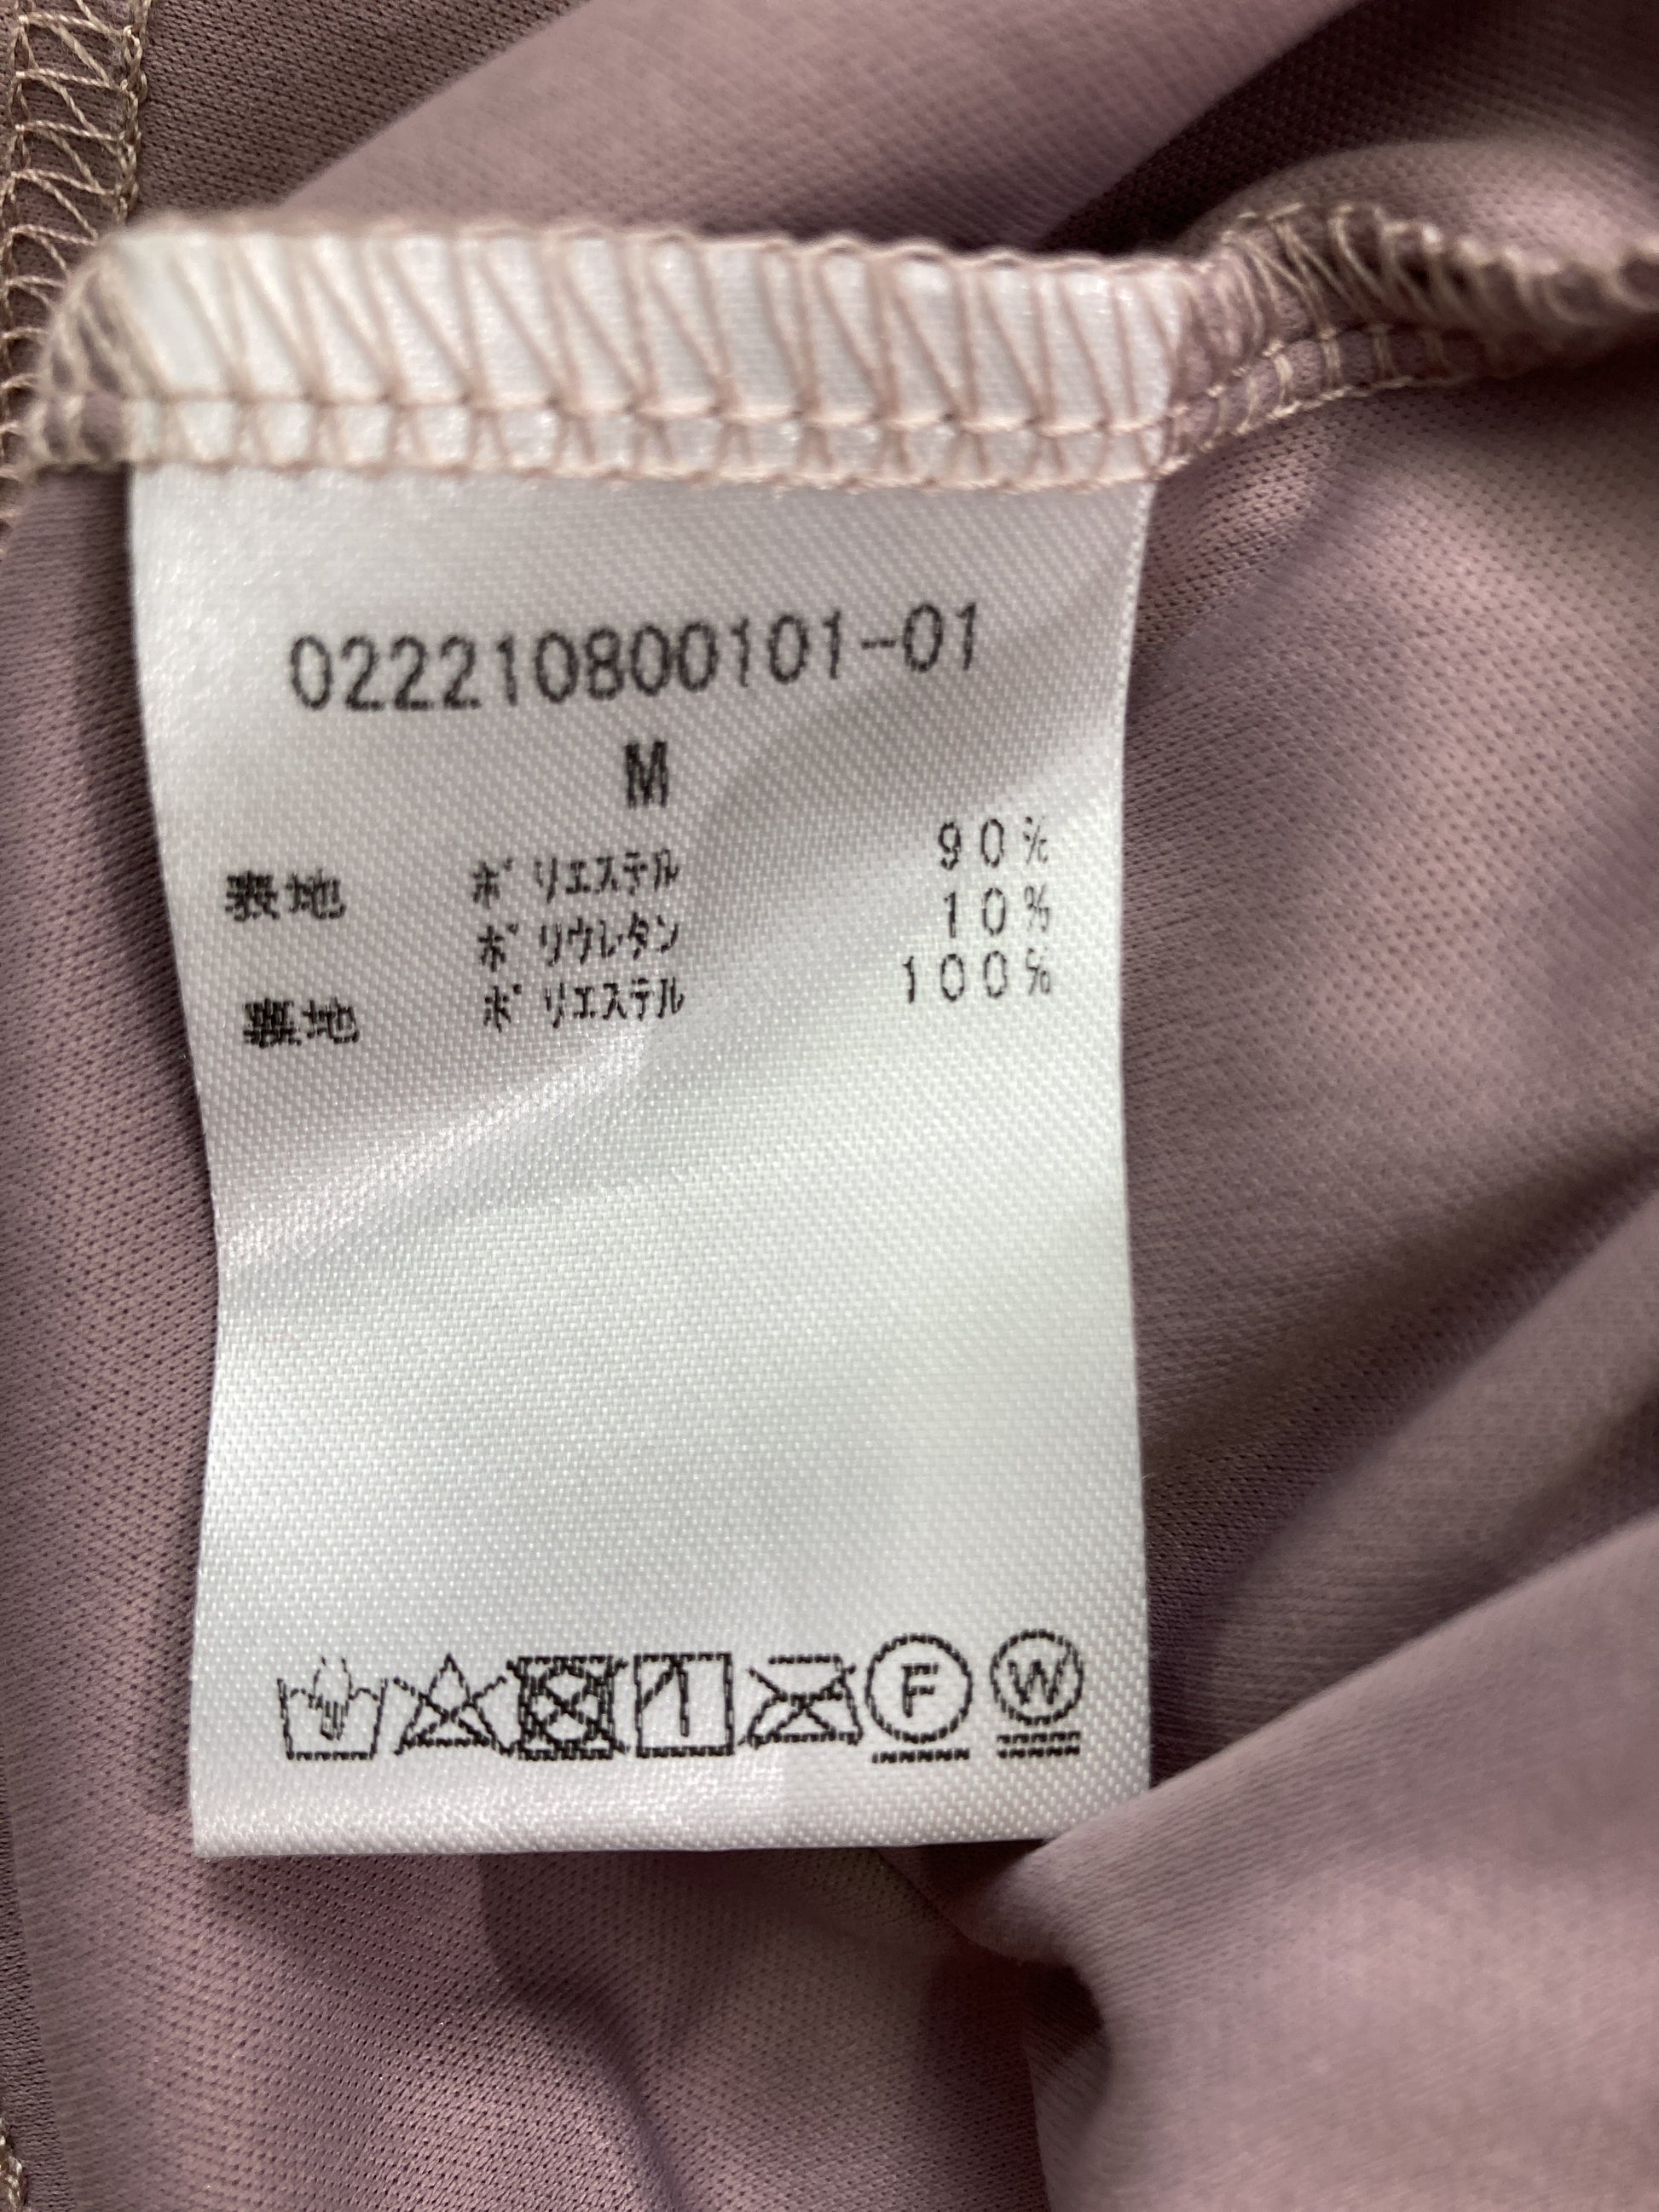 022210800101-01
M
表地 ポリエステル 90%
ポリウレタン 10%
裏地 ポリエステル 100%
F W